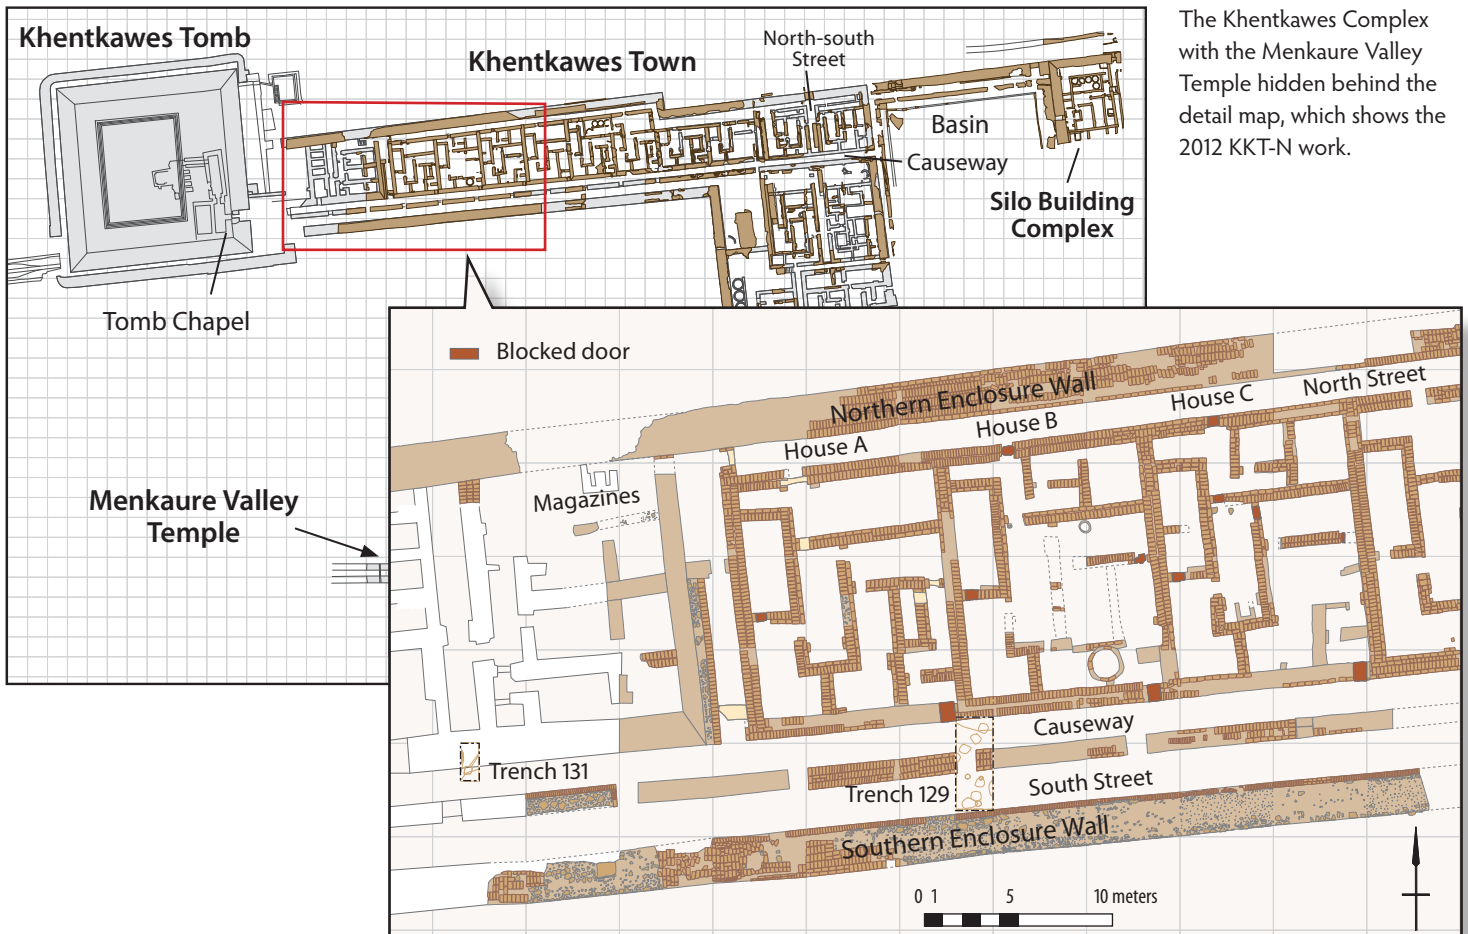 Khentkawes Tomb
Khentkawes Town
North-south
Street
Basin
Causeway
Silo Building
Complex
Tomb Chapel
Menkaure Valley
Temple
The Khentkawes Complex
with the Menkaure Valley
Temple hidden behind the
detail map, which shows the
2012 KKT-N work.
Blocked door
Northern Enclosure Wall
North Street
House C
House B
House A
Magazines
Causeway
Trench 131
South Street
Trench 129
Southern Enclosure Wall
0 1 5 10 meters